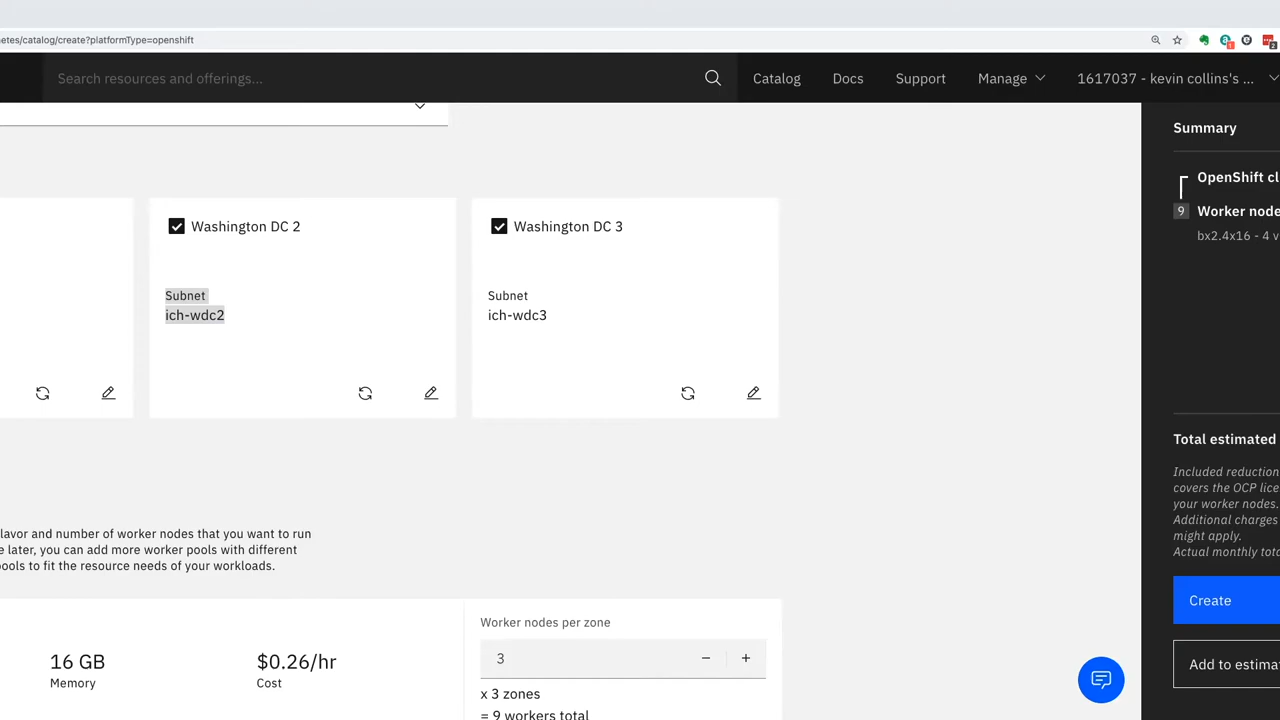 etes/catalog/create?platformType=openshift
Search resources and offerings...
Catalog
Docs
Support
Manage
1617037 - kevin collins's ...
Summary
OpenShift cl
9
Worker node
bx2.4x16 - 4 v
Washington DC 2
Subnet
ich-wdc2
Washington DC 3
Subnet
ich-wdc3
Total estimated
Included reduction
covers the OCP lice
your worker nodes.
Additional charges
might apply.
Actual monthly tota
Create
Add to estimat
lavor and number of worker nodes that you want to run
e later, you can add more worker pools with different
ools to fit the resource needs of your workloads.
16 GB
Memory
$0.26/hr
Cost
Worker nodes per zone
3
x 3 zones
= 9 workers total